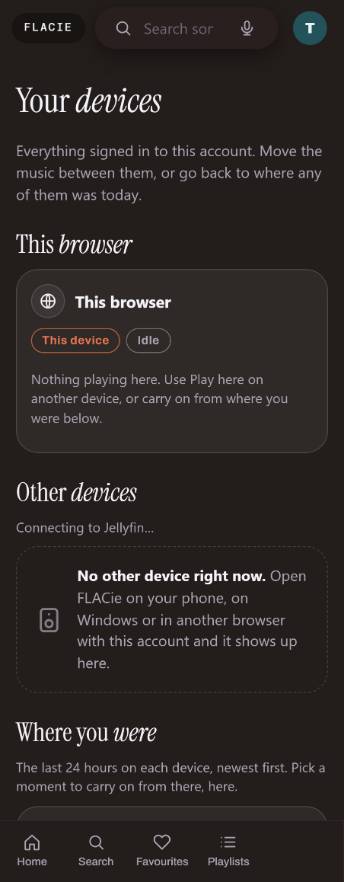 FLACIE
Search sor
T
Your devices
Everything signed in to this account. Move the
music between them, or go back to where any
of them was today.
This browser
This browser
This device
Idle
Nothing playing here. Use Play here on
another device, or carry on from where you
were below.
Other devices
Connecting to Jellyfin...
No other device right now. Open
FLACie on your phone, on
Windows or in another browser
with this account and it shows up
here.
Where you were
The last 24 hours on each device, newest first. Pick a
moment to carry on from there, here.
Home
Search
Favourites
Playlists